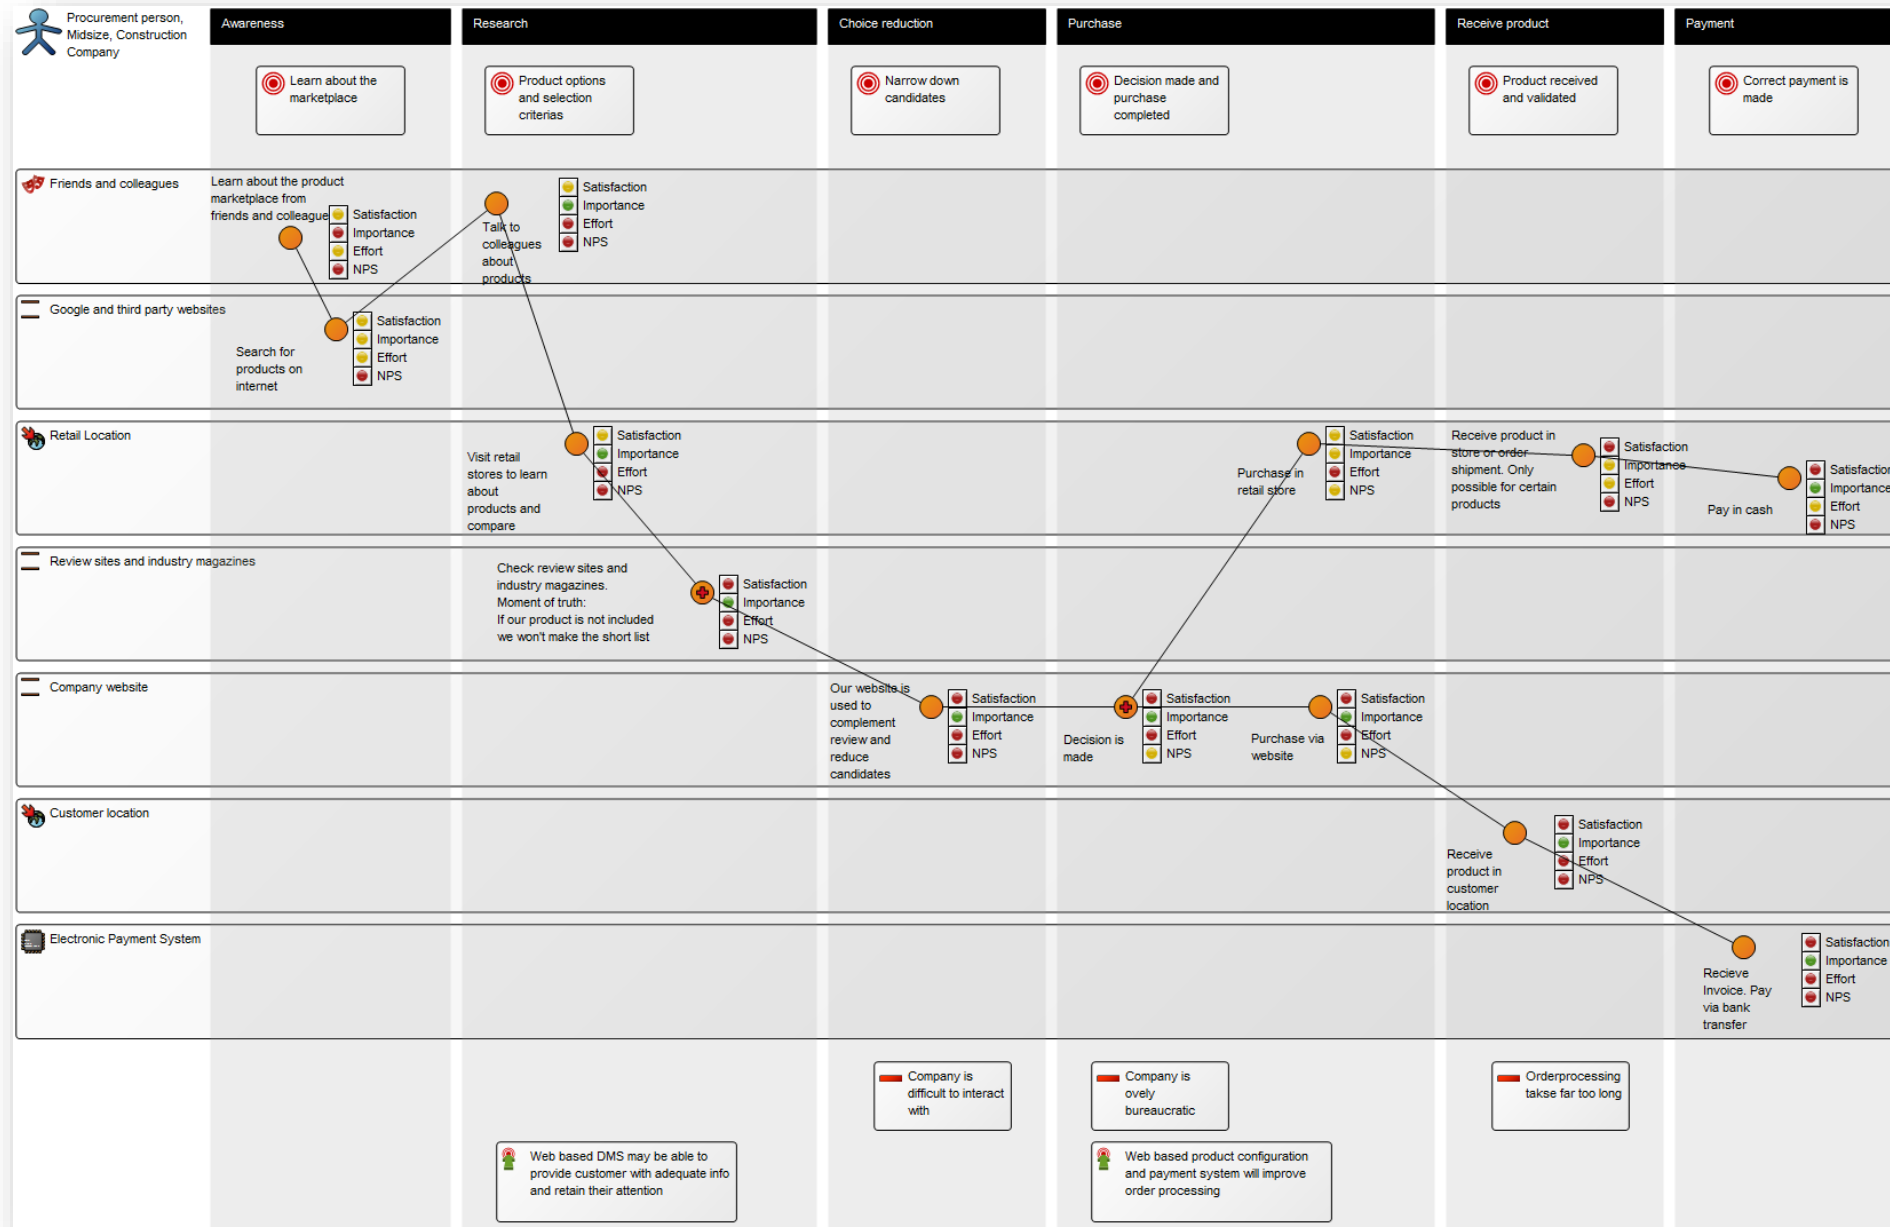 Procurement person,
Midsize, Construction
Company
Awareness
Research
Choice reduction
Purchase
Receive product
Payment
Learn about the
marketplace
Product options
and selection
criterias
Narrow down
candidates
Decision made and
purchase
completed
Product received
and validated
Correct payment is
made
Friends and colleagues
Learn about the product
marketplace from
friends and colleague
Satisfaction
Importance
Effort
NPS
Talk to
colleagues
about
products
Satisfaction
Importance
Effort
NPS
Google and third party websites
Search for
products on
internet
Satisfaction
Importance
Effort
NPS
Retail Location
Visit retail
stores to learn
about
products and
compare
Satisfaction
Importance
Effort
NPS
Purchase in
retail store
Satisfaction
Importance
Effort
NPS
Receive product in
store or order
shipment. Only
possible for certain
products
Satisfaction
Importance
Effort
NPS
Pay in cash
Satisfaction
Importance
Effort
NPS
Review sites and industry magazines
Check review sites and
industry magazines.
Moment of truth:
If our product is not included
we won't make the short list
Satisfaction
Importance
Effort
NPS
Company website
Our website is
used to
complement
review and
reduce
candidates
Satisfaction
Importance
Effort
NPS
Decision is
made
Satisfaction
Importance
Effort
NPS
Purchase via
website
Satisfaction
Importance
Effort
NPS
Customer location
Receive
product in
customer
location
Satisfaction
Importance
Effort
NPS
Electronic Payment System
Recieve
Invoice. Pay
via bank
transfer
Satisfaction
Importance
Effort
NPS
Company is
difficult to interact
with
Company is
ovely
bureaucratic
Orderprocessing
takse far too long
Web based DMS may be able to
provide customer with adequate info
and retain their attention
Web based product configuration
and payment system will improve
order processing